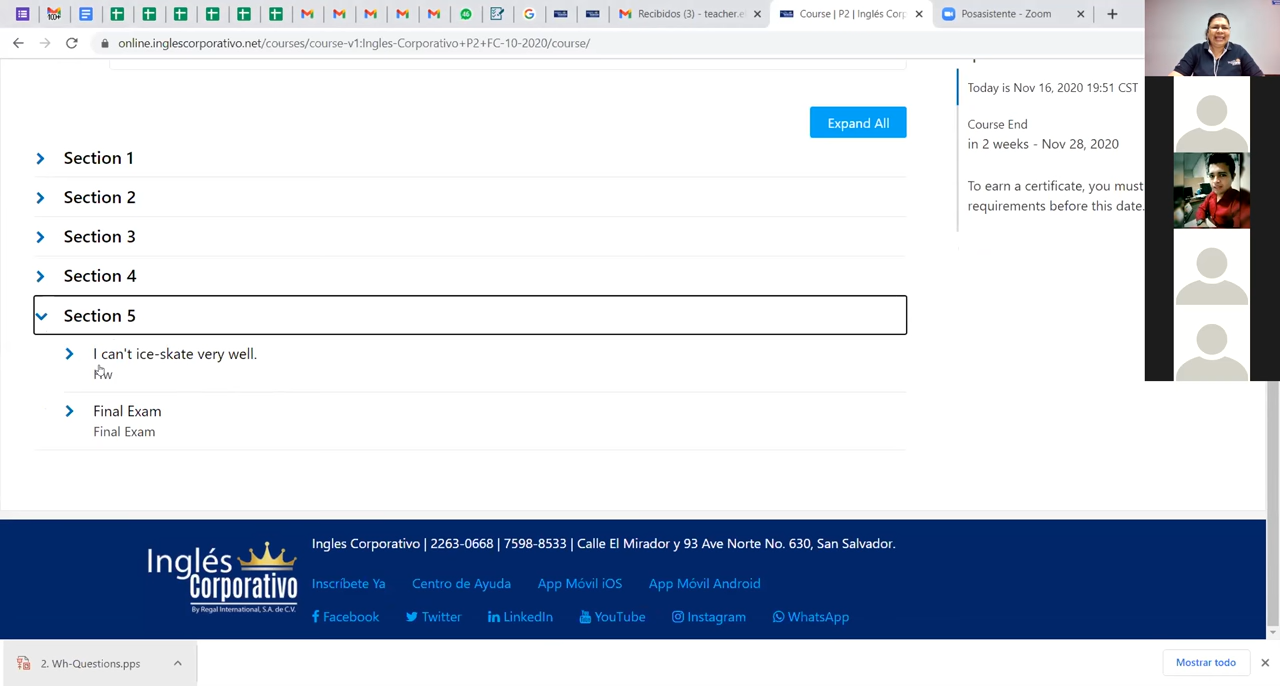 Recibidos (3) - teacher.e
Course | P2 | Inglés Corp
Posasistente - Zoom
online.inglescorporativo.net/courses/course-v1:Ingles-Corporativo+P2+FC-10-2020/course/
Today is Nov 16, 2020 19:51 CST
Expand All
Course End
in 2 weeks - Nov 28, 2020
Section 1
To earn a certificate, you must
Section 2
requirements before this date.
Section 3
Section 4
Section 5
I can't ice-skate very well.
Final Exam
Final Exam
Inglés Corporativo
By Regal International, S.A. de C.V.
Ingles Corporativo | 2263-0668 | 7598-8533 | Calle El Mirador y 93 Ave Norte No. 630, San Salvador.
Inscríbete Ya Centro de Ayuda App Móvil iOS App Móvil Android
Facebook Twitter LinkedIn YouTube Instagram WhatsApp
2. Wh-Questions.pps
Mostrar todo